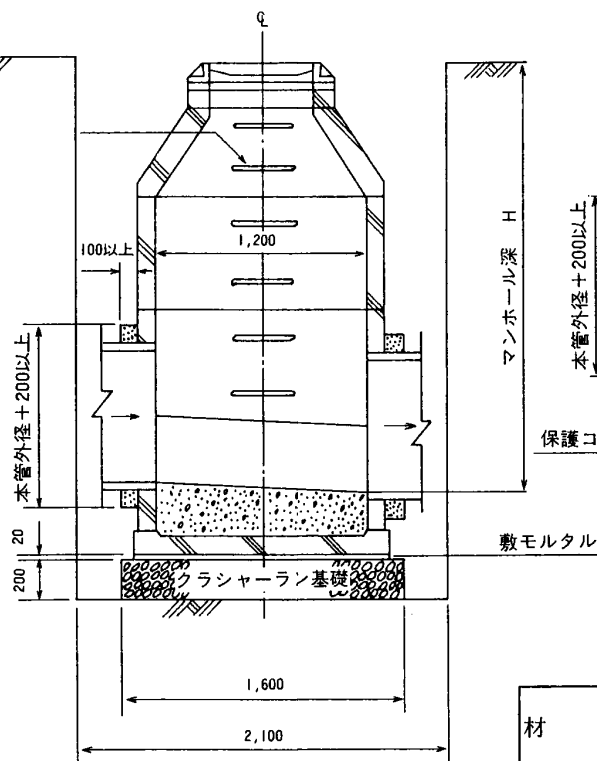 ℄
1,200
100以上
本管外径+200以上
マンホール深 H
本管外径+200以上
保護コ
20
敷モルタル
200
クラシャーラン基礎
1,600
2,100
材